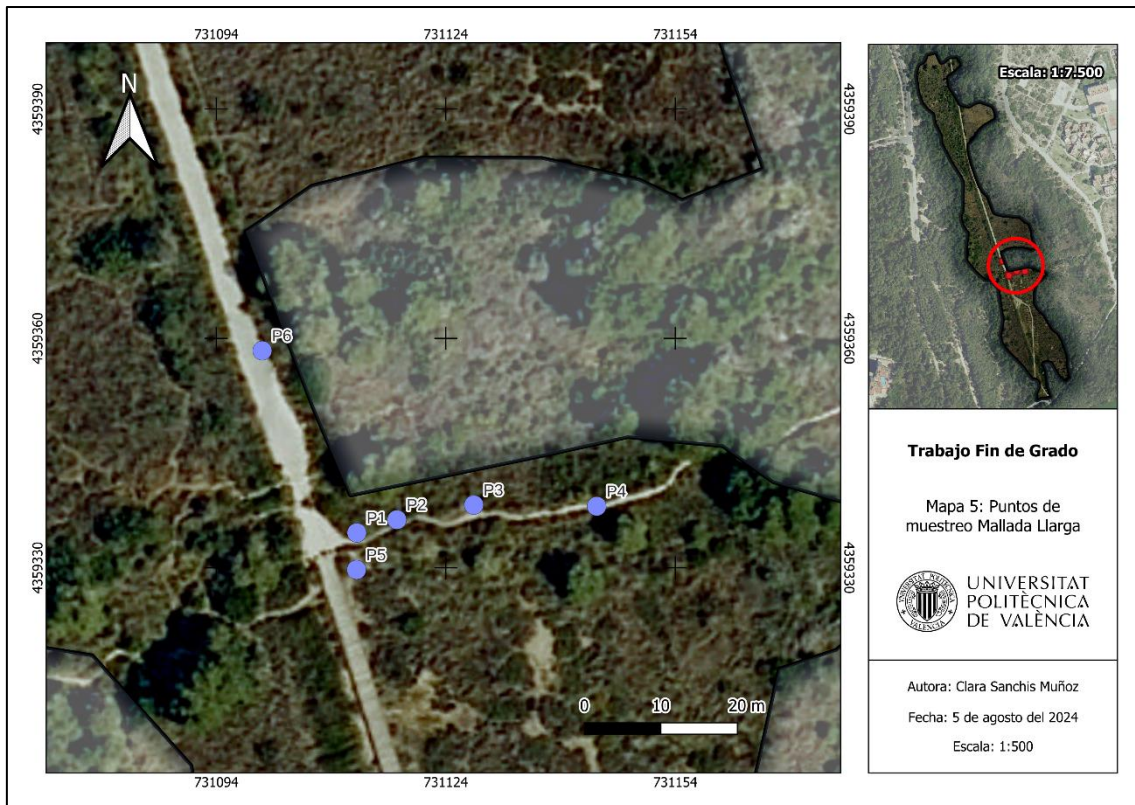 731094
731124
731154
4359390
4359390
N
Escala: 1:7.500
4359360
4359360
P6
P3
P4
P2
P1
P5
4359330
4359330
0
10
20 m
731094
731124
731154
Trabajo Fin de Grado
Mapa 5: Puntos de
muestreo Mallada Llarga
UNIVERSITAT
POLITÈCNICA
DE VALÈNCIA
Autora: Clara Sanchis Muñoz
Fecha: 5 de agosto del 2024
Escala: 1:500